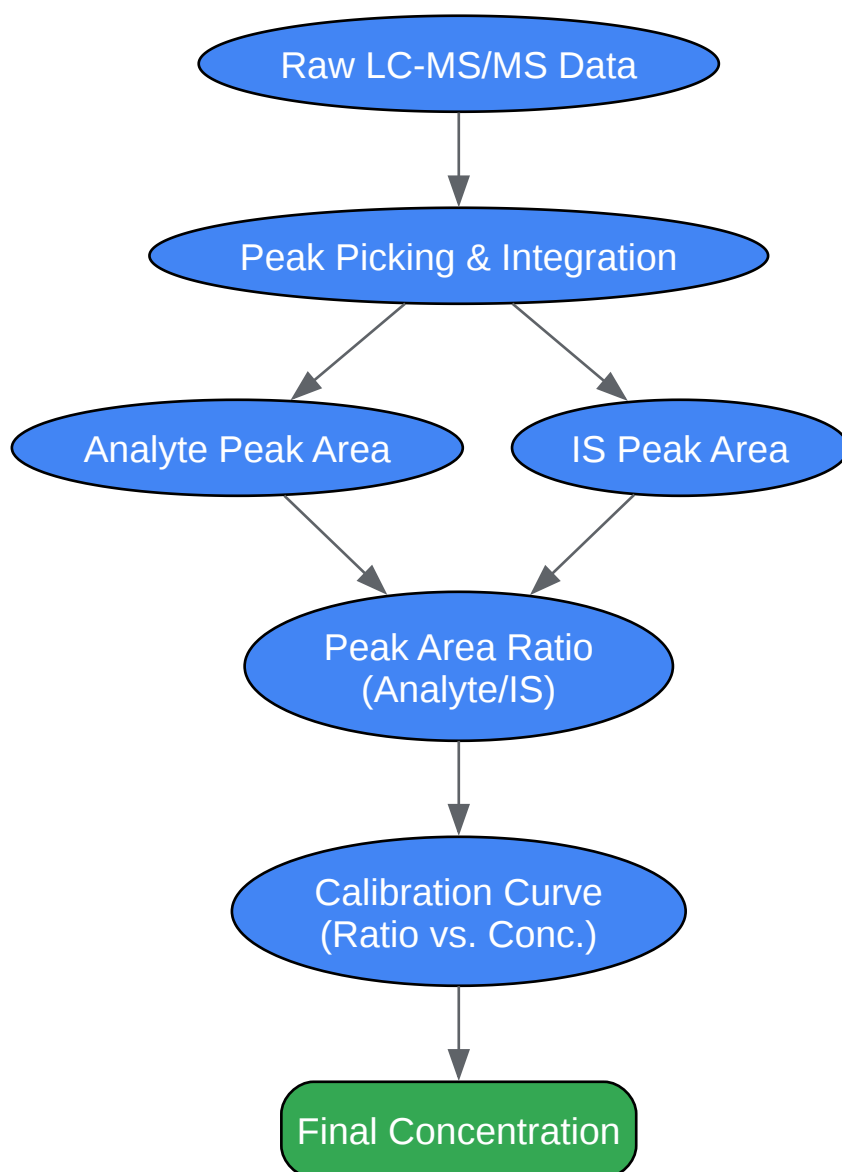 Raw LC-MS/MS Data
Peak Picking & Integration
Analyte Peak Area
IS Peak Area
Peak Area Ratio
(Analyte/IS)
Calibration Curve
(Ratio vs. Conc.)
Final Concentration